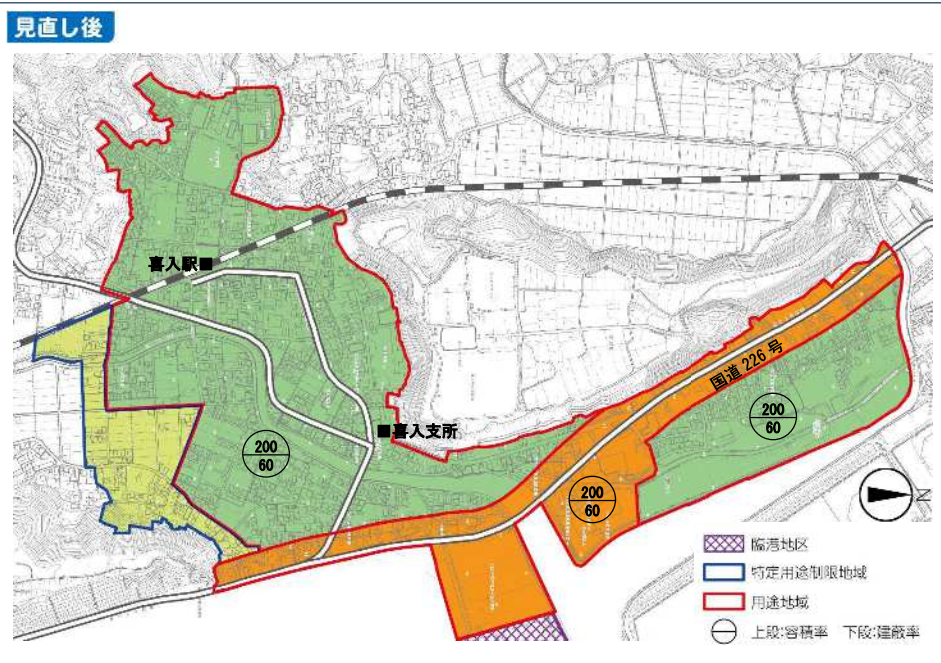 見直し後
喜入駅■
国道226号
■喜入支所
200
60
200
60
200
60
N
臨港地区
特定用途制限地域
用途地域
上段:容積率 下段:建蔽率